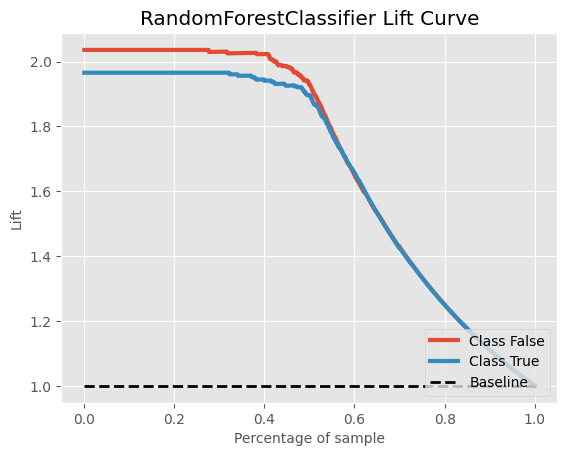 RandomForestClassifier Lift Curve
2.0
1.8
1.6
1.4
1.2
1.0
Lift
Class False
Class True
Baseline
0.0 0.2 0.4 0.6 0.8 1.0
Percentage of sample